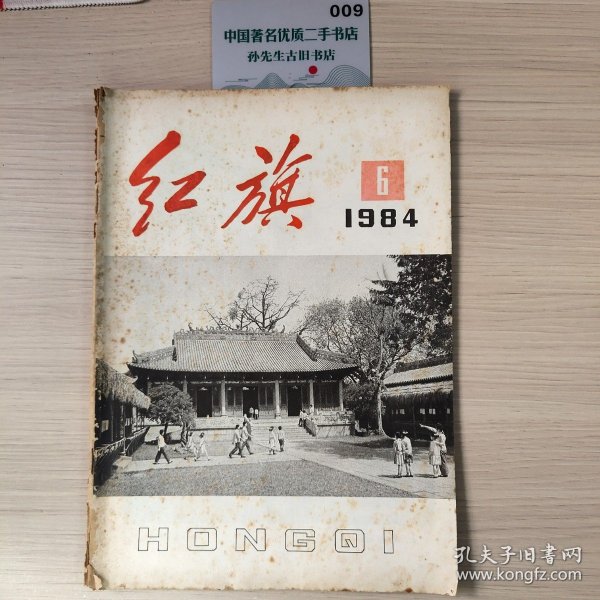 009
中国著名优质二手书店
孙先生古旧书店
红旗
6
1984
HONGQI
孔夫子旧书网
www.kongfz.com